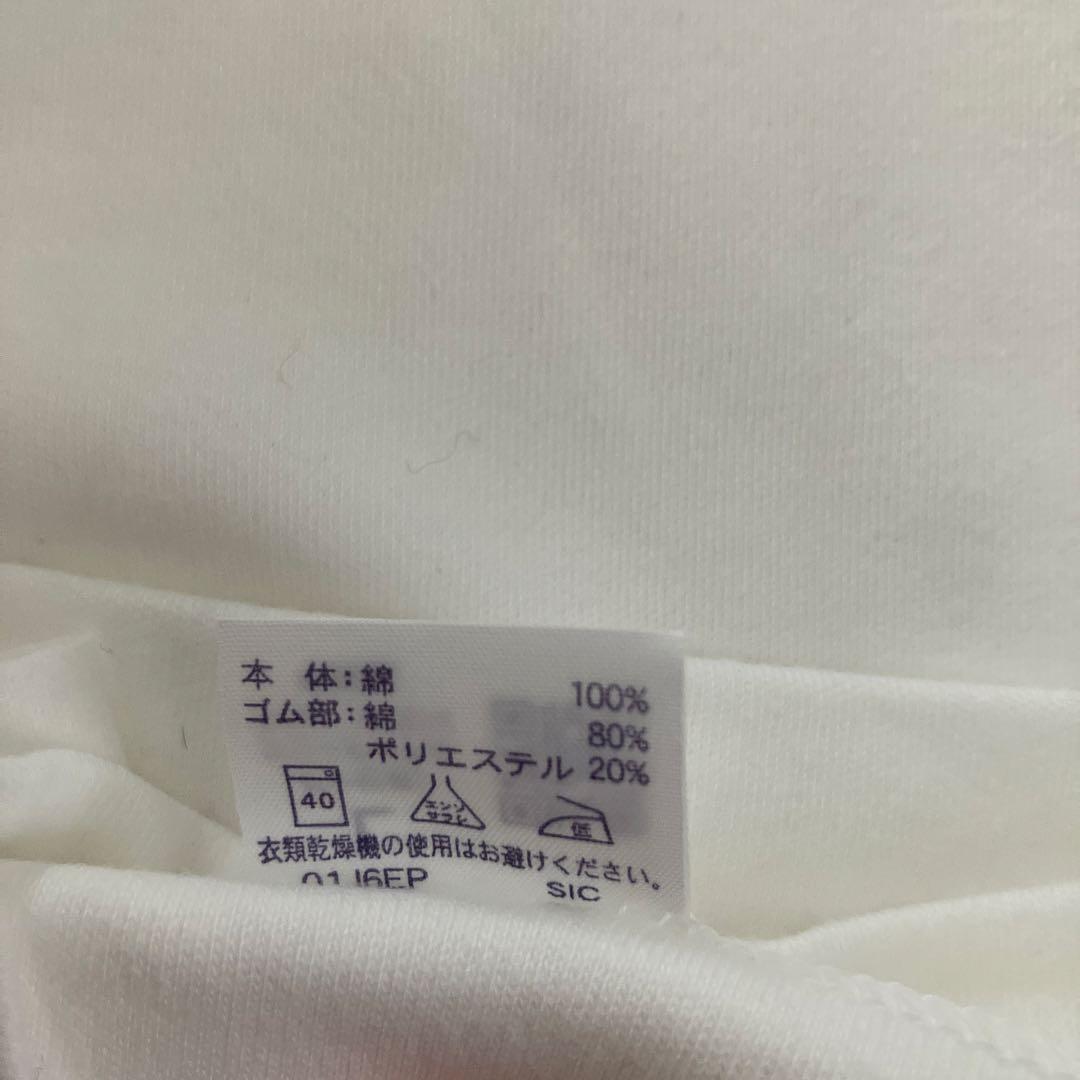 本 体:綿 100%
ゴム部:綿 80%
ポリエステル 20%
40 エンソ サラシ 低
衣類乾燥機の使用はお避けください。
01J6EP SIC